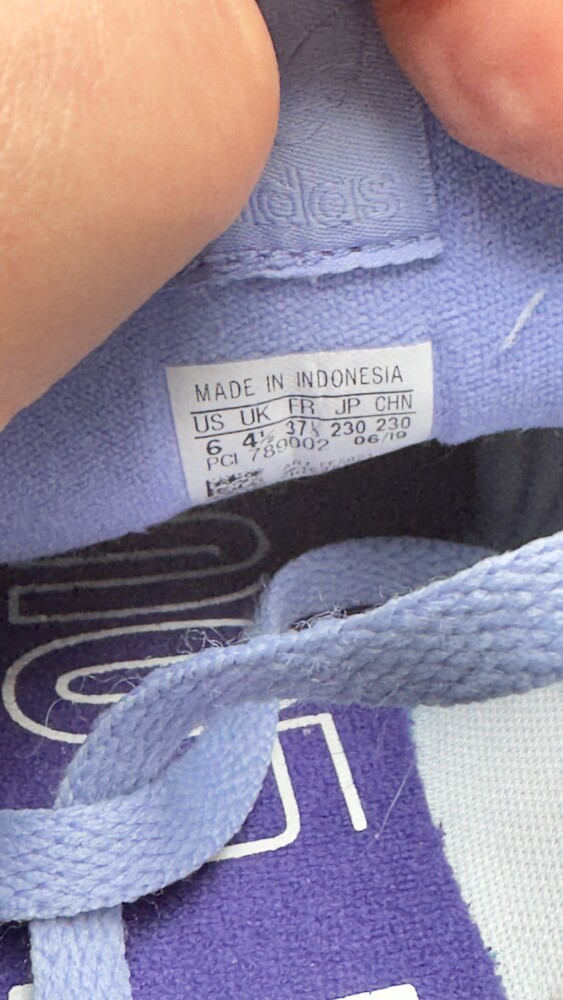 adidas
MADE IN INDONESIA
US UK FR JP CHN
6 4½ 37⅓ 230 230
PCI 789002 06/19